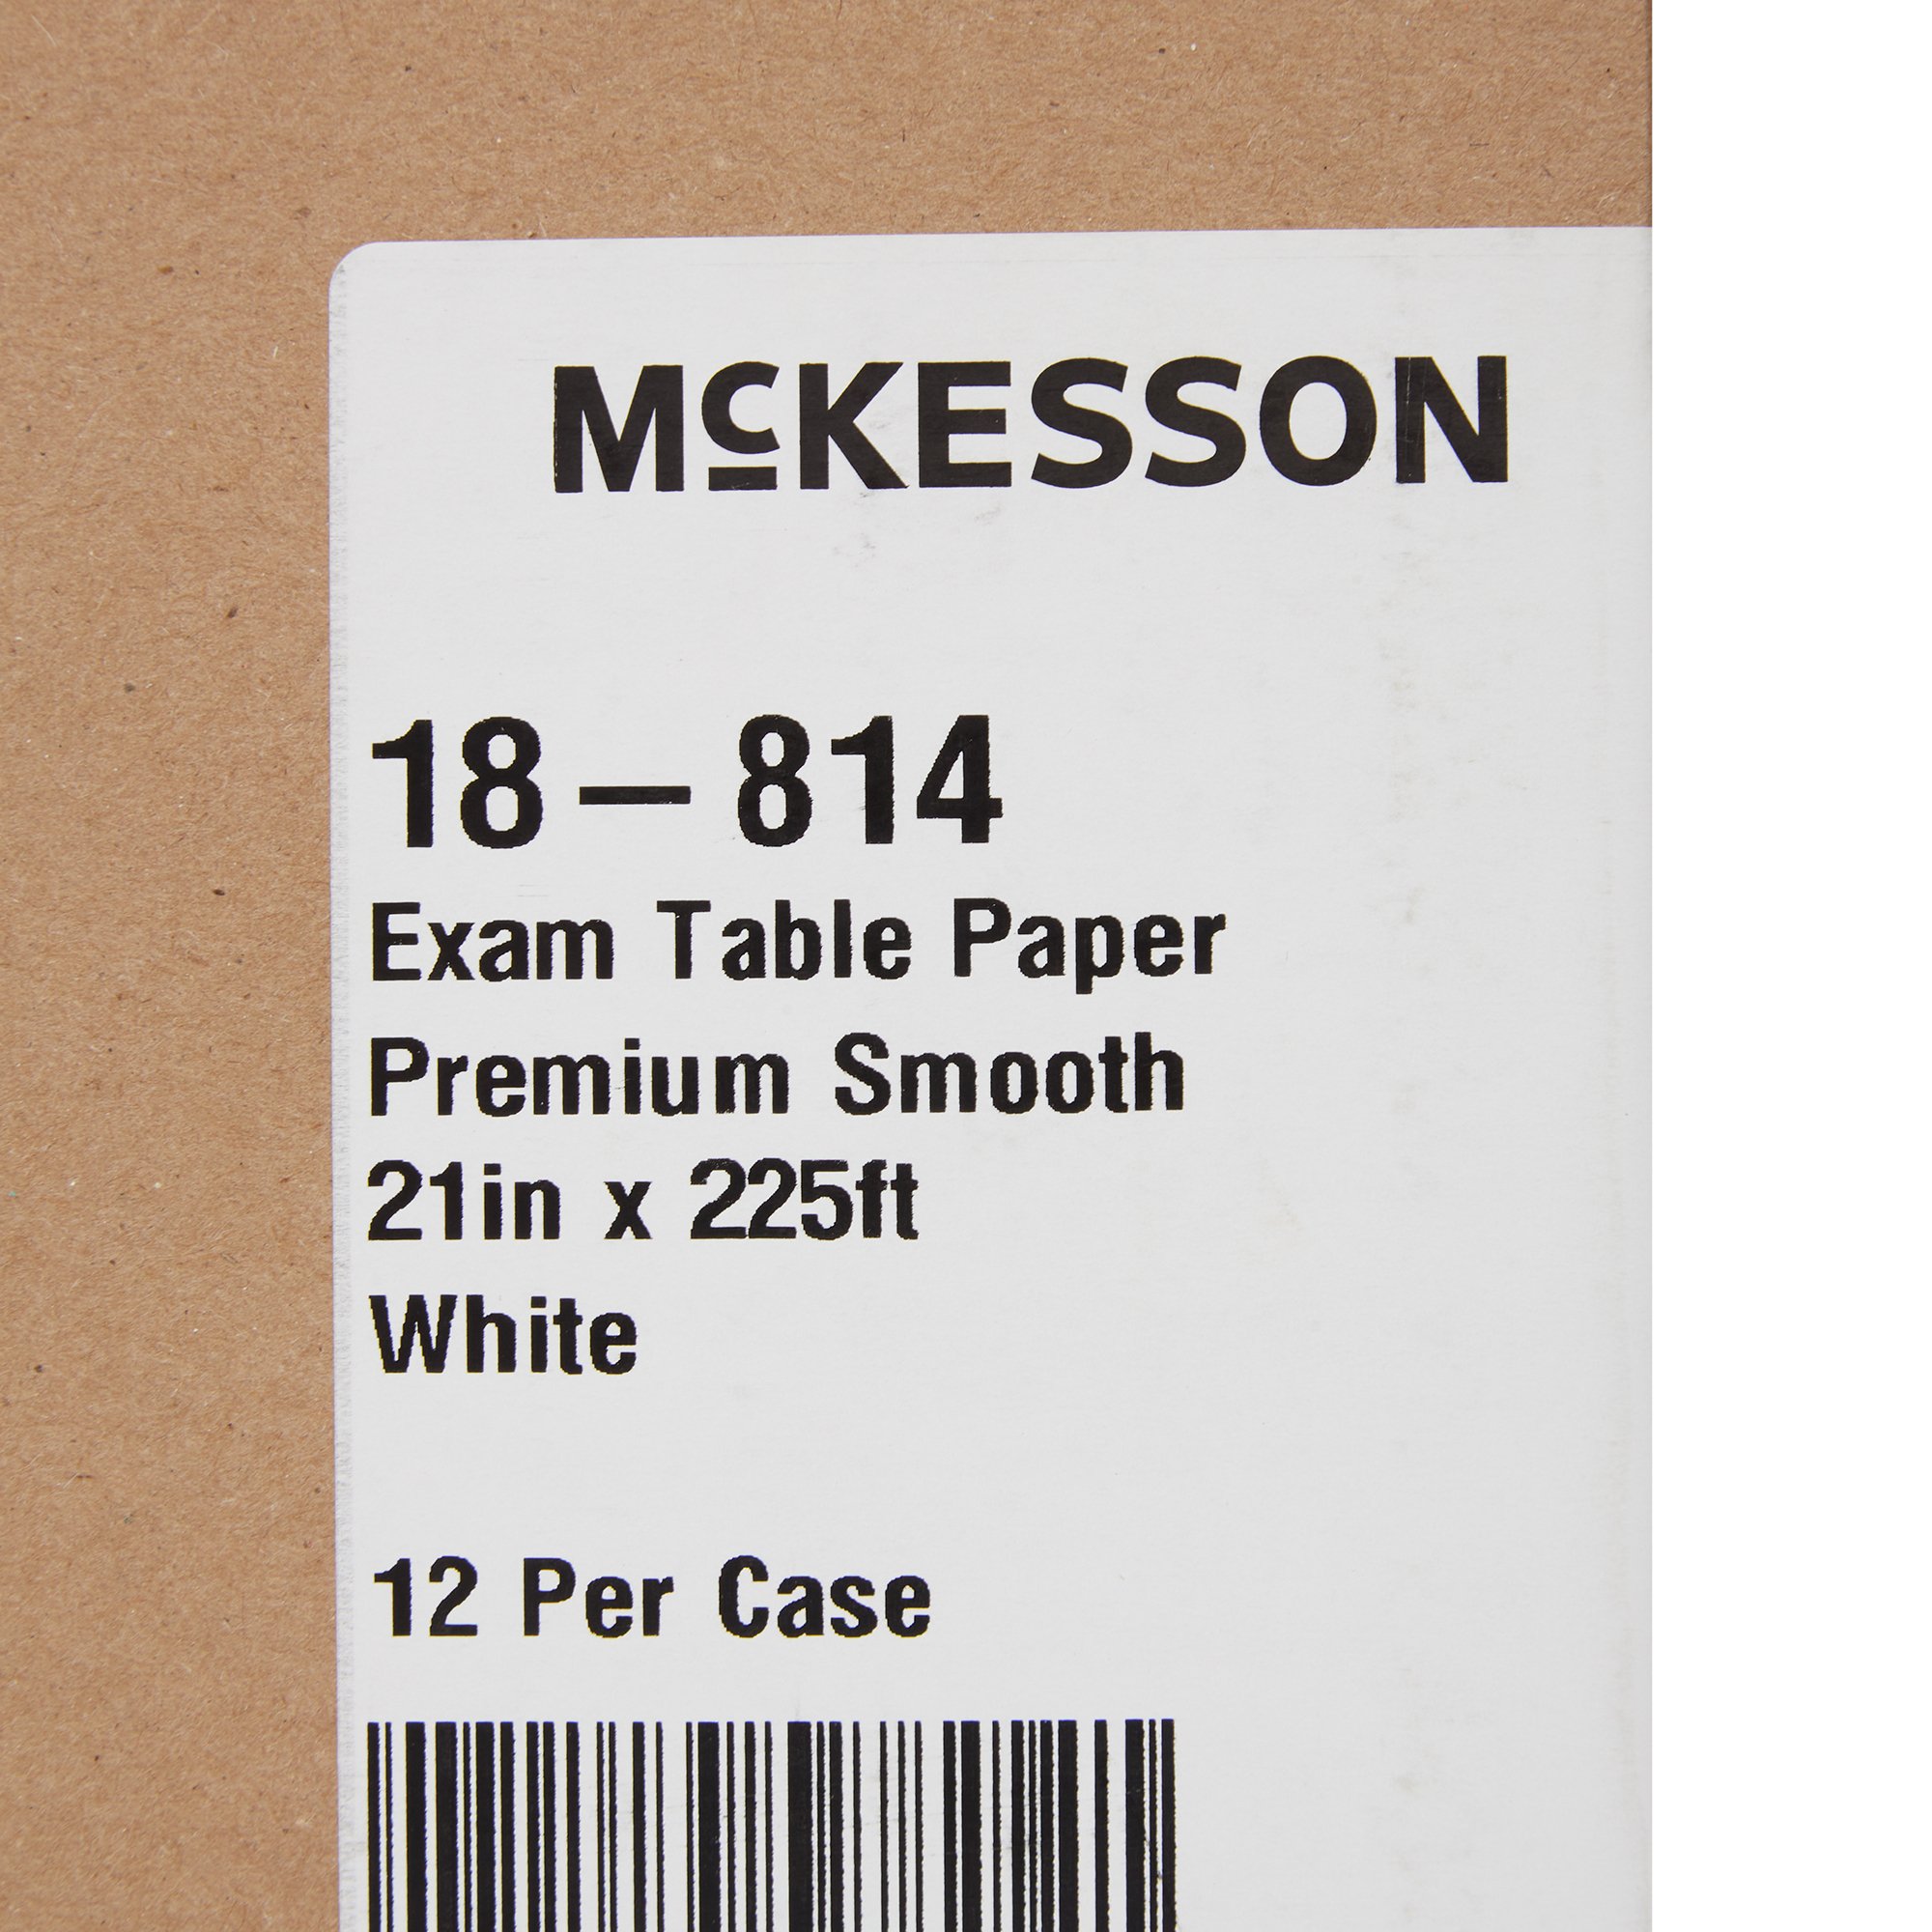 McKESSON
18-814
Exam Table Paper
Premium Smooth
21in x 225ft
White
12 Per Case